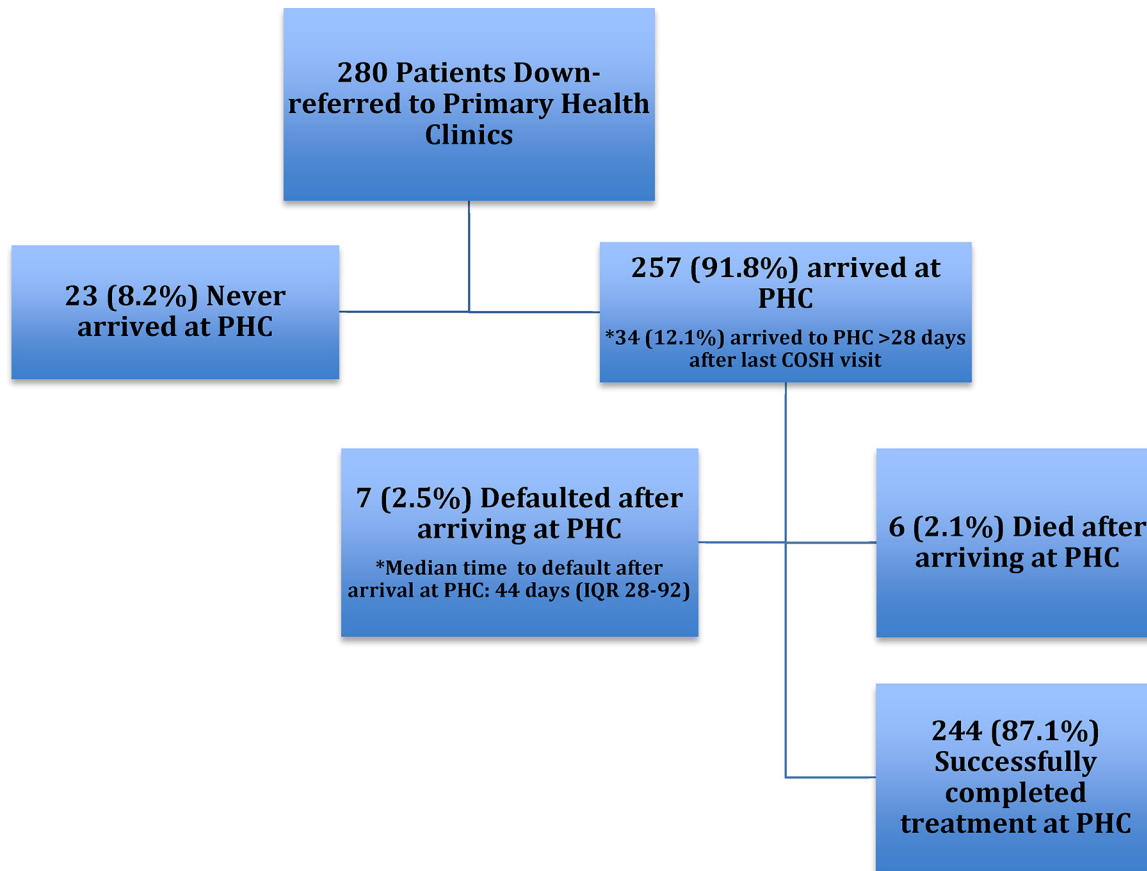 280 Patients Down-
referred to Primary Health
Clinics
23 (8.2%) Never
arrived at PHC
257 (91.8%) arrived at
PHC
*34 (12.1%) arrived to PHC >28 days
after last COSH visit
7 (2.5%) Defaulted after
arriving at PHC
*Median time to default after
arrival at PHC: 44 days (IQR 28-92)
6 (2.1%) Died after
arriving at PHC
244 (87.1%)
Successfully
completed
treatment at PHC